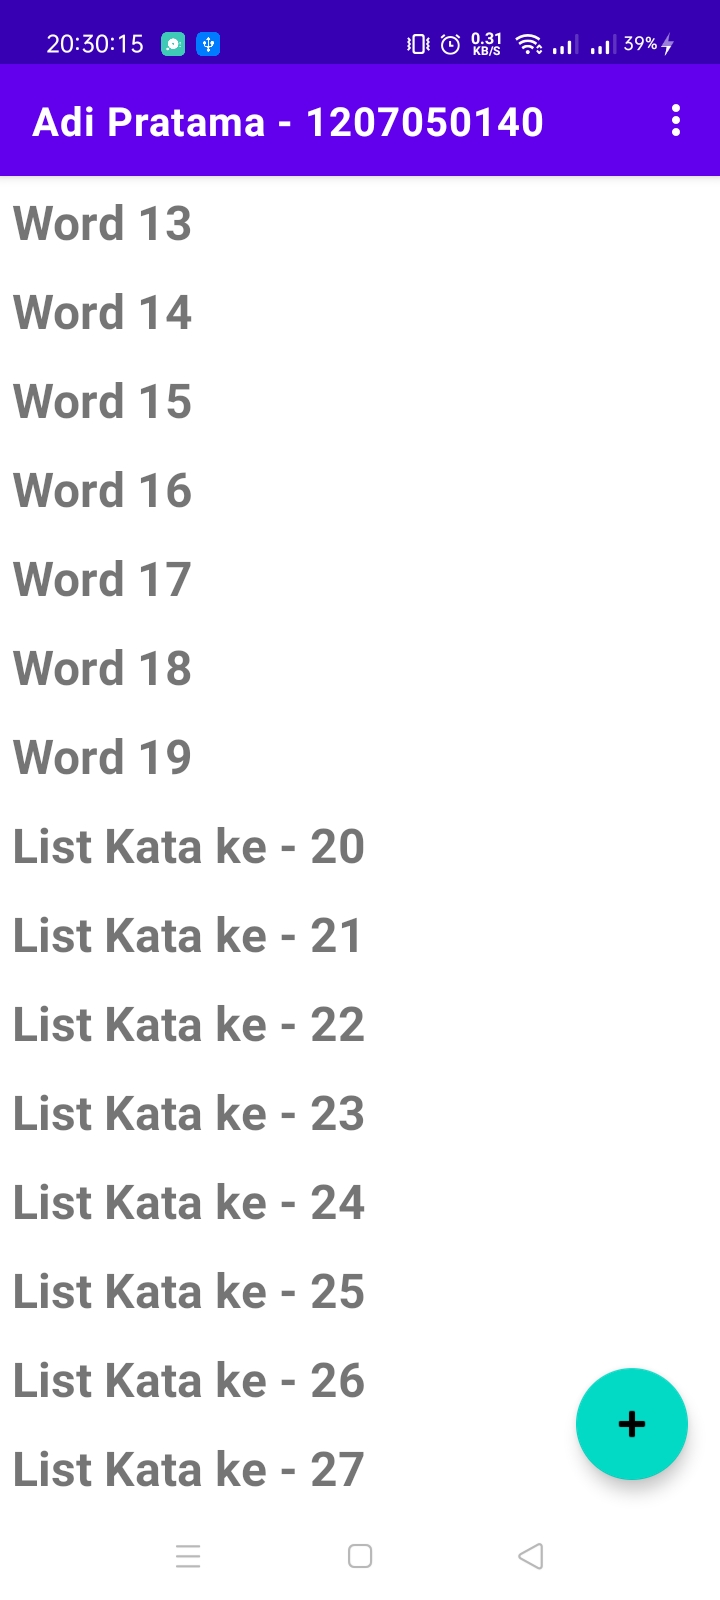 20:30:15 0.31 KB/S 39%
Adi Pratama - 1207050140
Word 13
Word 14
Word 15
Word 16
Word 17
Word 18
Word 19
List Kata ke - 20
List Kata ke - 21
List Kata ke - 22
List Kata ke - 23
List Kata ke - 24
List Kata ke - 25
List Kata ke - 26
List Kata ke - 27